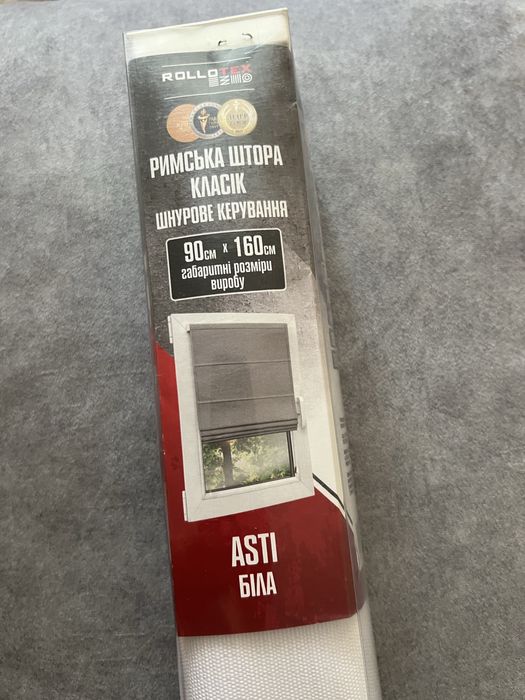 ROLLOTEX
РИМСЬКА ШТОРА
КЛАСІК
ШНУРОВЕ КЕРУВАННЯ
90см x 160см
габаритні розміри
виробу
ASTI
БІЛА